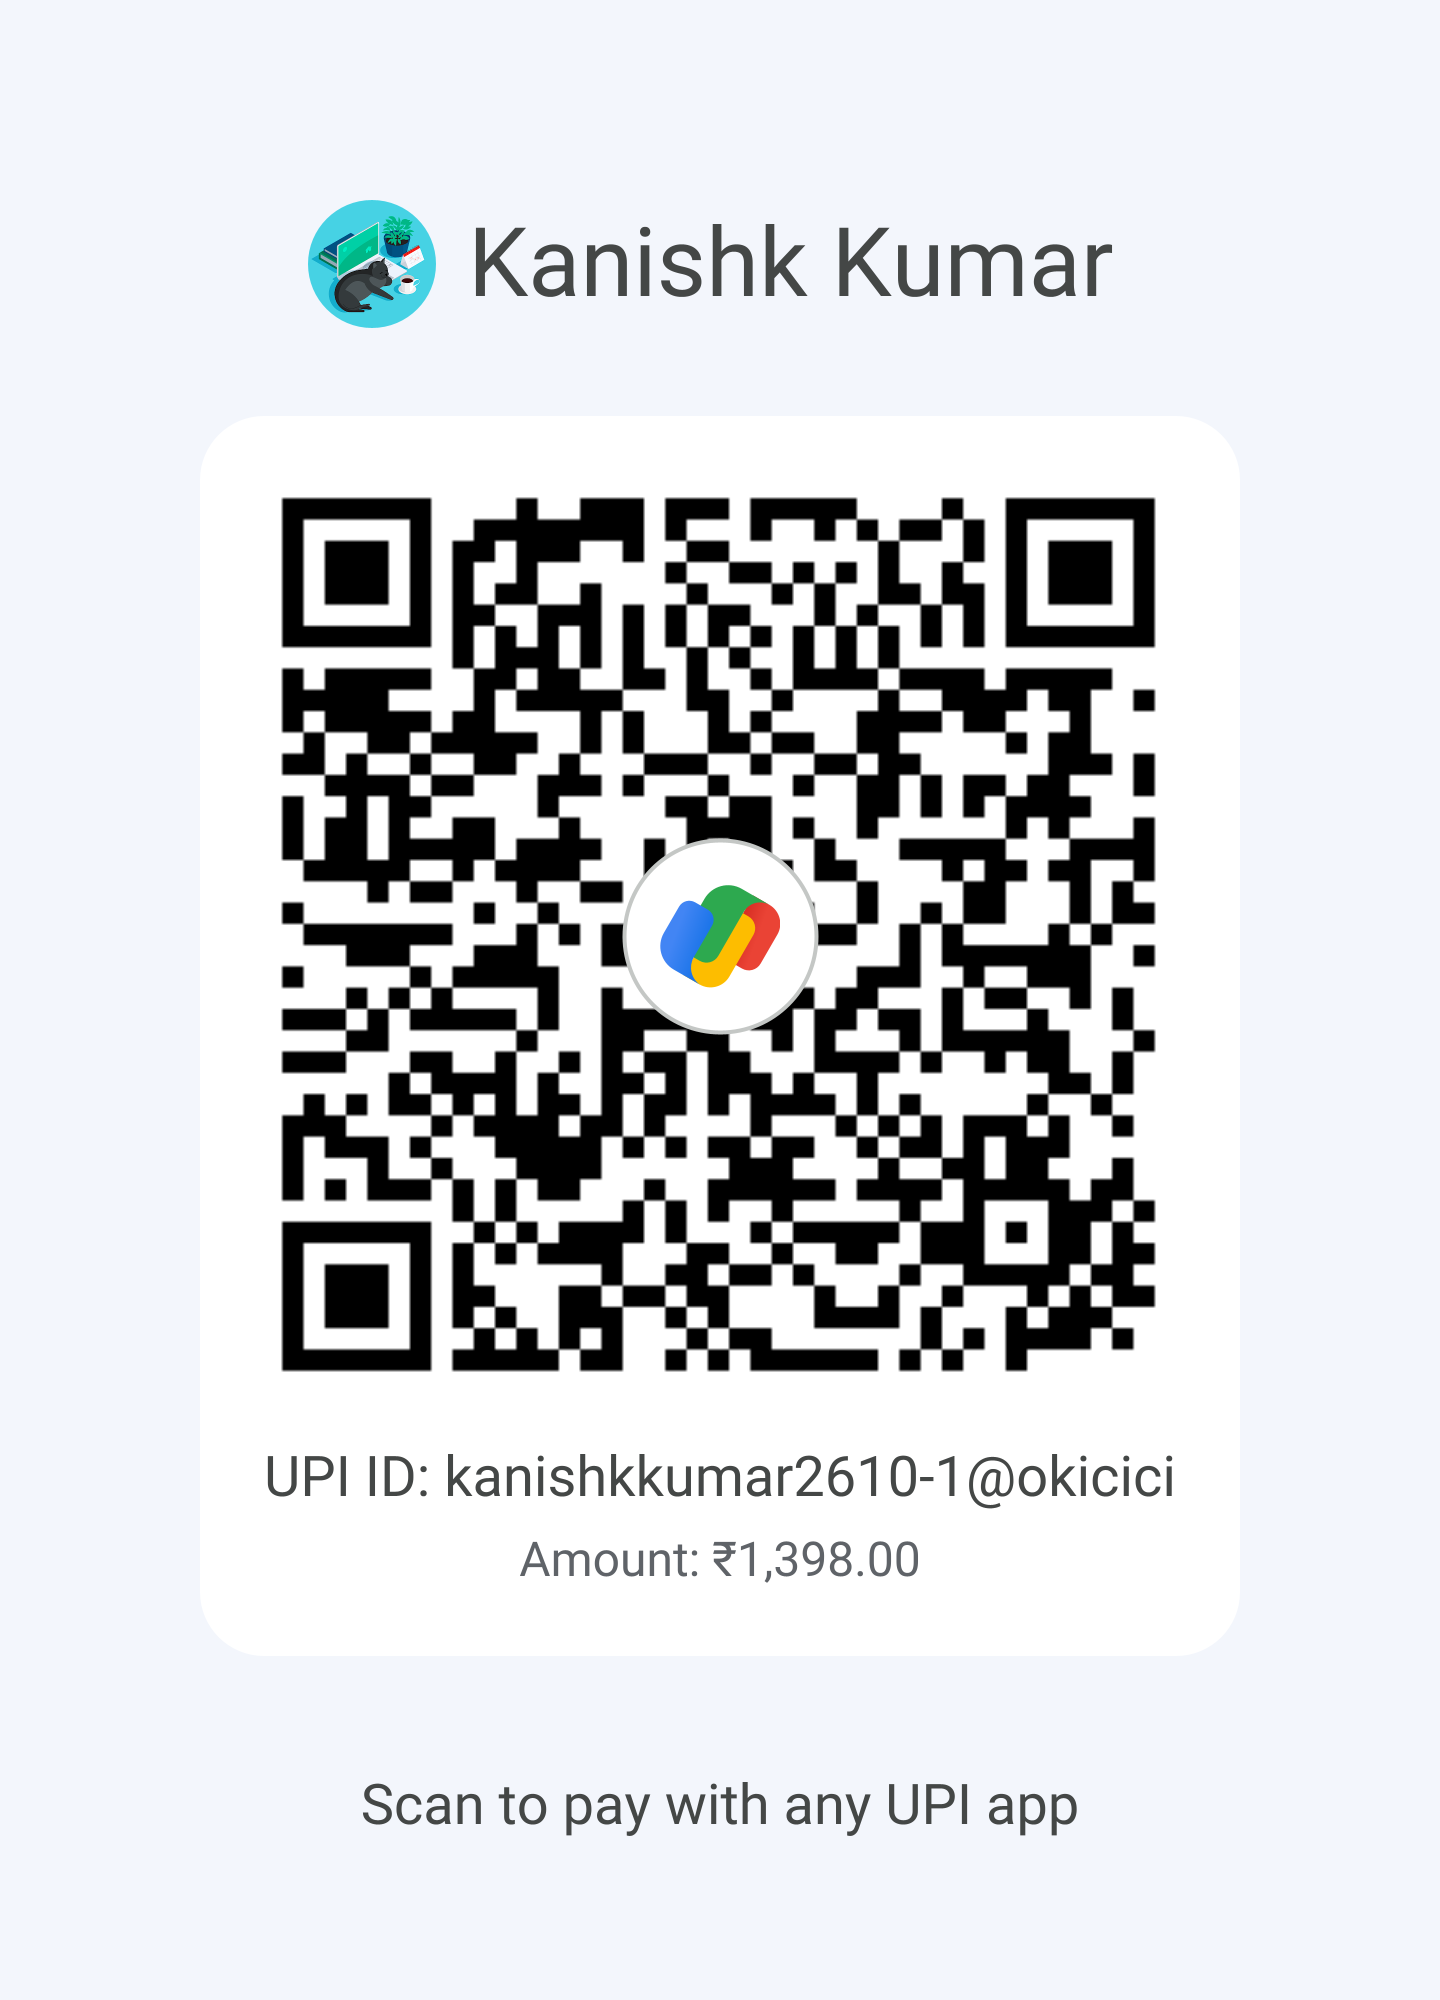 Kanishk Kumar
UPI ID: kanishkkumar2610-1@okicici
Amount: ₹1,398.00
Scan to pay with any UPI app